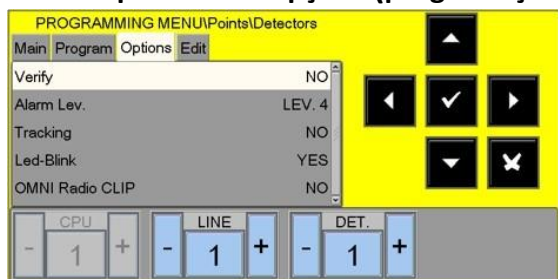 PROGRAMMING MENU\Points\Detectors
Main Program Options Edit
Verify NO
Alarm Lev. LEV. 4
Tracking NO
Led-Blink YES
OMNI Radio CLIP NO
CPU LINE DET.
- 1 + - 1 + - 1 +